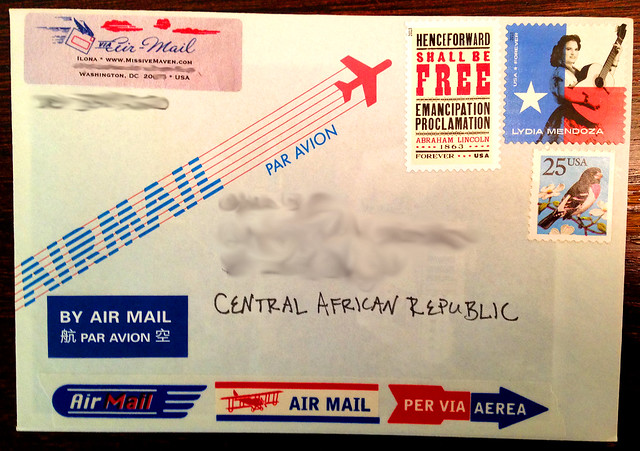 VIA Air-Mail
ILONA * WWW.MISSIVEMAVEN.COM
WASHINGTON, DC 20 * USA
AIRMAIL
PAR AVION
HENCEFORWARD
SHALL BE
FREE
EMANCIPATION
PROCLAMATION
ABRAHAM LINCOLN
1863
FOREVER USA
USA FOREVER
LYDIA MENDOZA
25 USA
CENTRAL AFRICAN REPUBLIC
BY AIR MAIL
航 PAR AVION 空
Air Mail
AIR MAIL
PER VIA AEREA